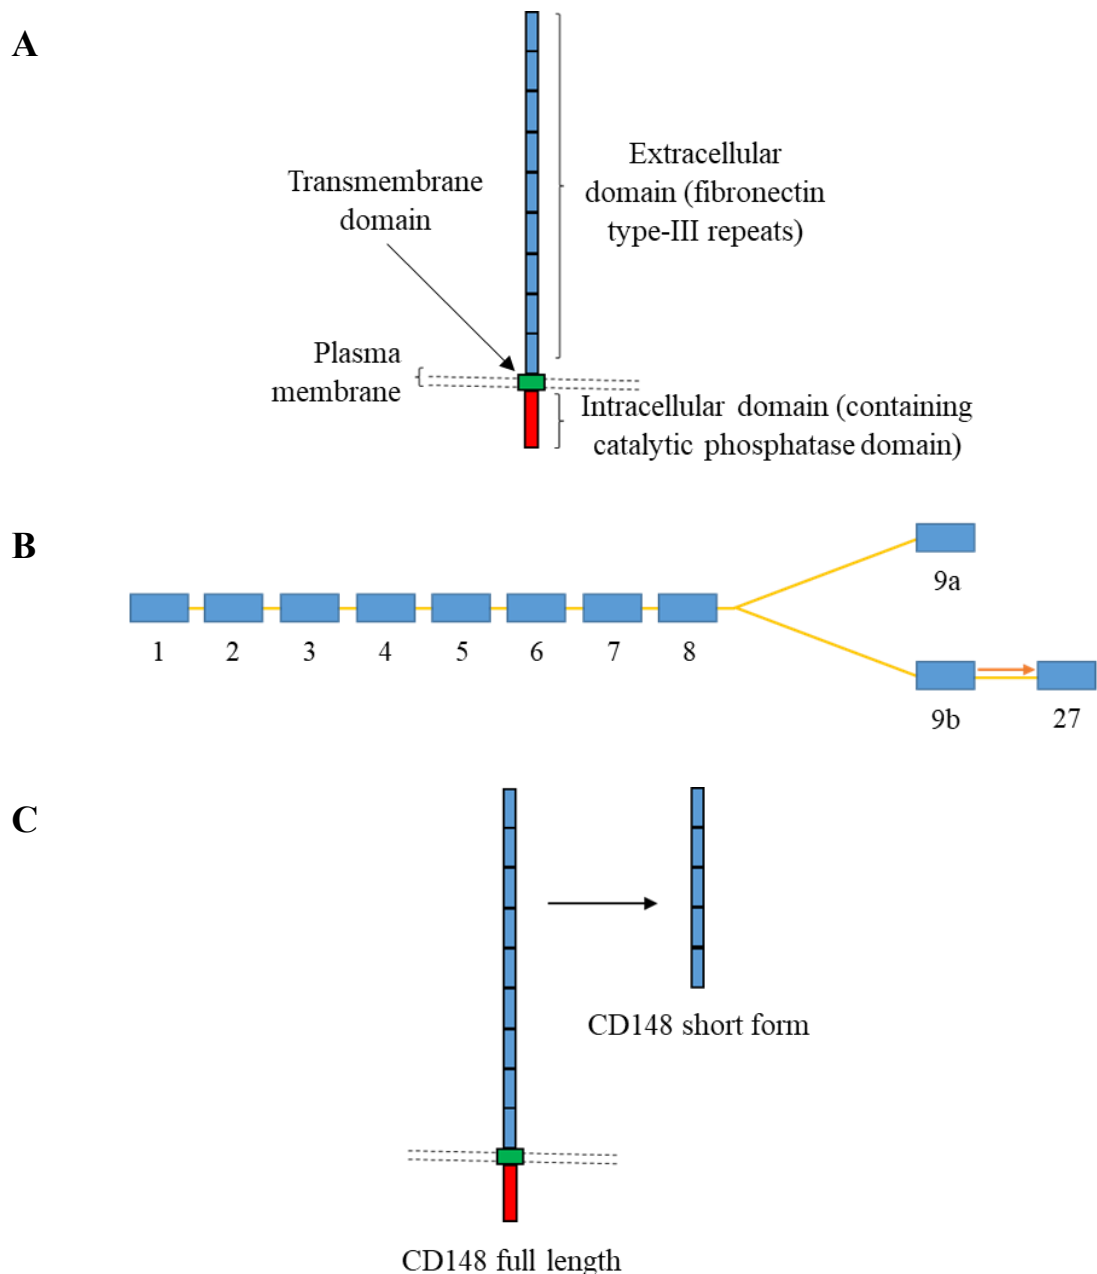 A
Extracellular
domain (fibronectin
type-III repeats)
Transmembrane
domain
Plasma
membrane
Intracellular domain (containing
catalytic phosphatase domain)
B
9a
1 2 3 4 5 6 7 8
9b 27
C
CD148 short form
CD148 full length